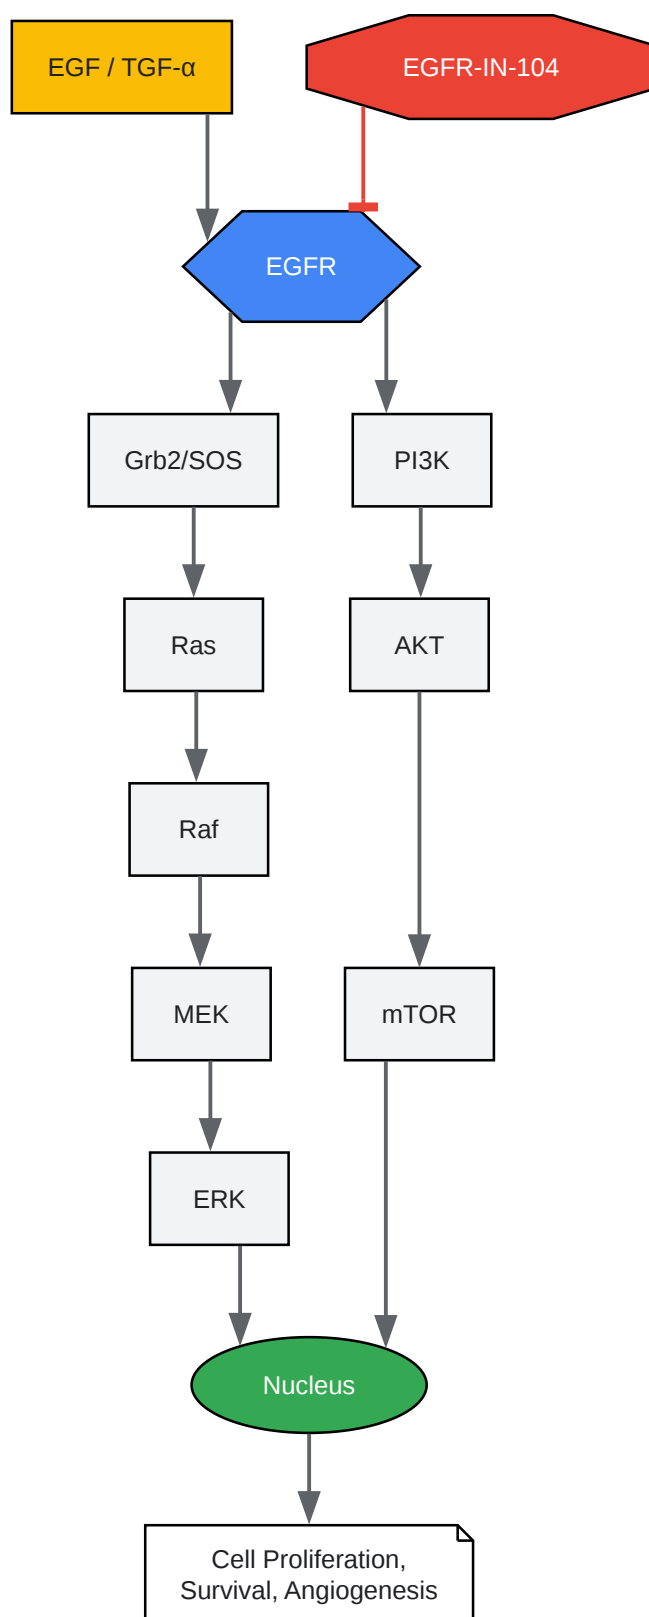 EGF / TGF-α
EGFR-IN-104
EGFR
Grb2/SOS
PI3K
Ras
AKT
Raf
MEK
mTOR
ERK
Nucleus
Cell Proliferation,
Survival, Angiogenesis